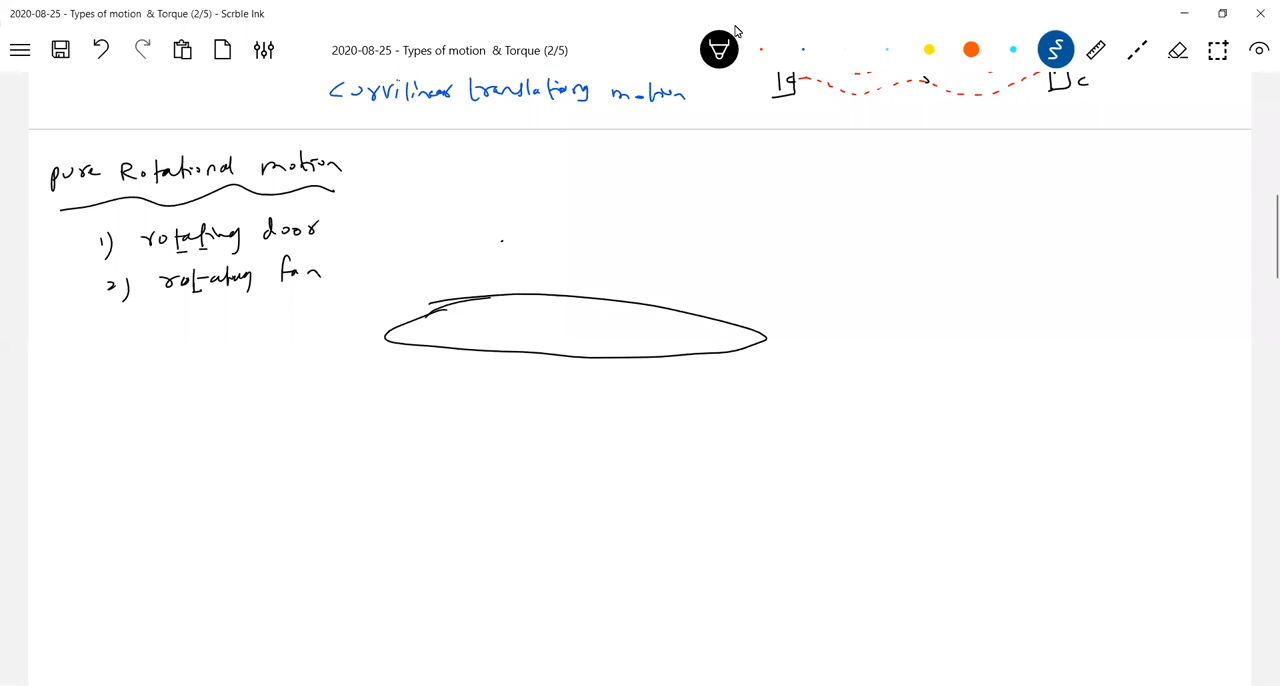 2020-08-25 - Types of motion & Torque (2/5) - Scrble Ink
2020-08-25 - Types of motion & Torque (2/5)
Curvilinear translationg motion
c
pure Rotational motion
1) rotating door
2) rotating fan